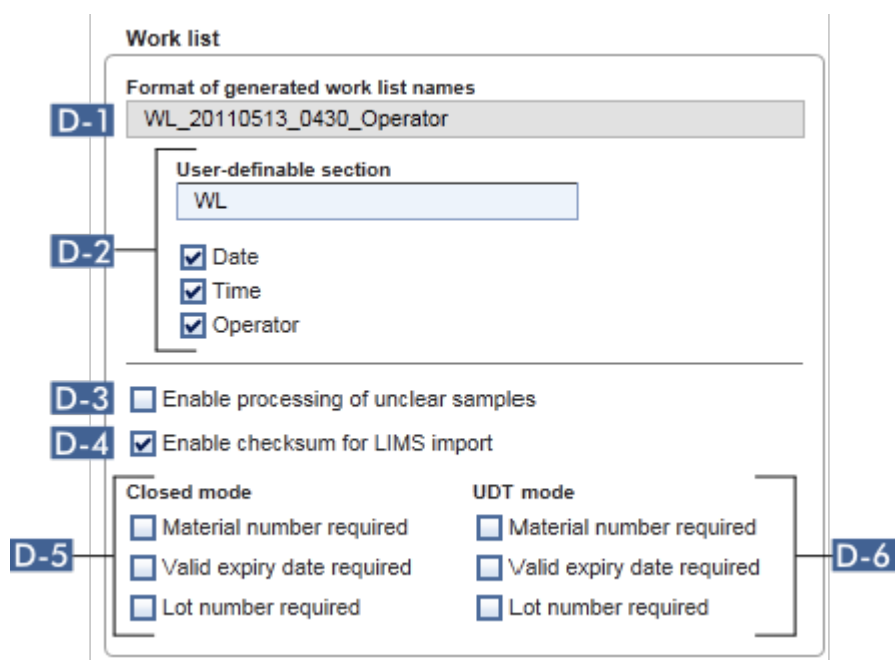 Work list
Format of generated work list names
D-1 WL_20110513_0430_Operator
User-definable section
WL
D-2
Date
Time
Operator
D-3 Enable processing of unclear samples
D-4 Enable checksum for LIMS import
Closed mode UDT mode
Material number required Material number required
D-5 Valid expiry date required Valid expiry date required D-6
Lot number required Lot number required